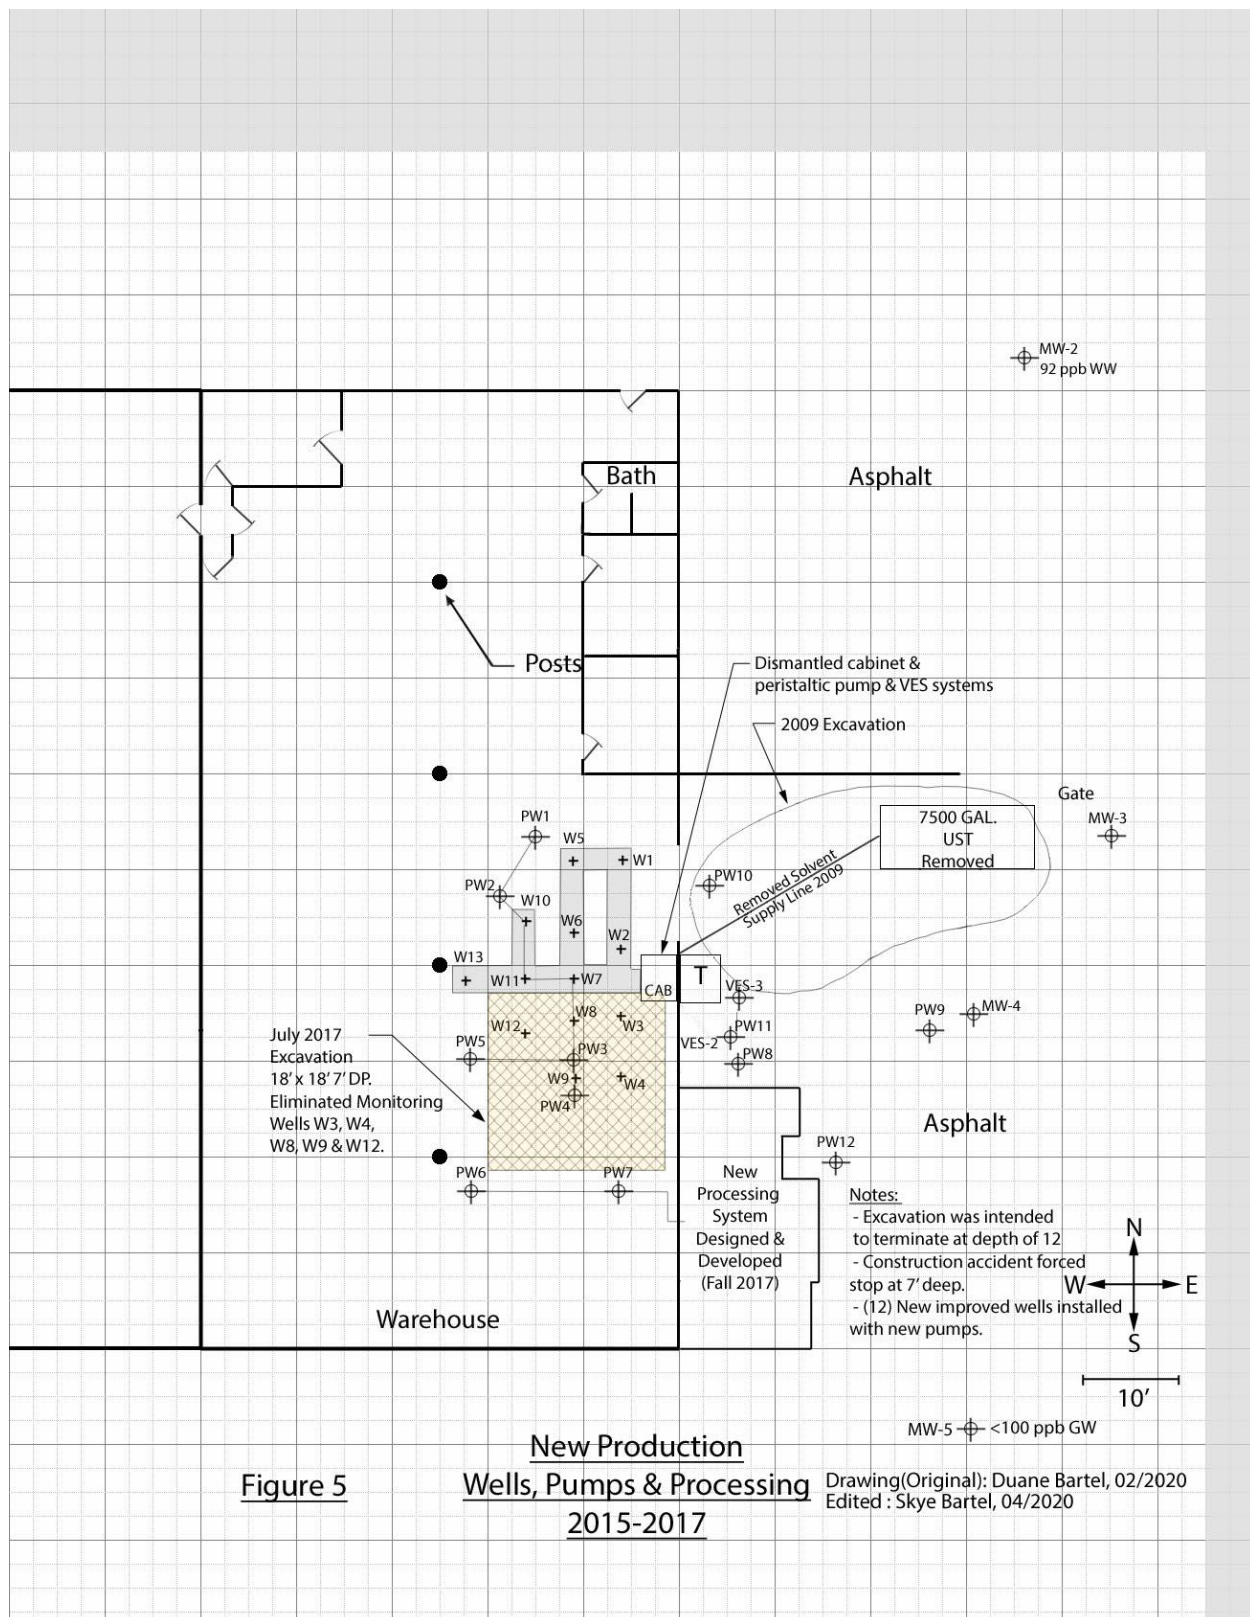 MW-2
92 ppb WW
Bath
Asphalt
Posts
Dismantled cabinet &
peristaltic pump & VES systems
2009 Excavation
Gate
7500 GAL.
UST
Removed
MW-3
PW1
W5
W1
PW10
Removed Solvent
Supply Line 2009
PW2
W10
W6
W2
W13
W11
W7
CAB
T
VES-3
W8
W3
W12
PW11
PW9
MW-4
VES-2
PW8
PW5
PW3
W9
W4
PW4
July 2017
Excavation
18' x 18' 7' DP.
Eliminated Monitoring
Wells W3, W4,
W8, W9 & W12.
Asphalt
PW12
PW6
PW7
New
Processing
System
Designed &
Developed
(Fall 2017)
Notes:
- Excavation was intended
to terminate at depth of 12
- Construction accident forced
stop at 7' deep.
- (12) New improved wells installed
with new pumps.
N
W
E
S
10'
Warehouse
MW-5
<100 ppb GW
New Production
Wells, Pumps & Processing
2015-2017
Figure 5
Drawing(Original): Duane Bartel, 02/2020
Edited : Skye Bartel, 04/2020